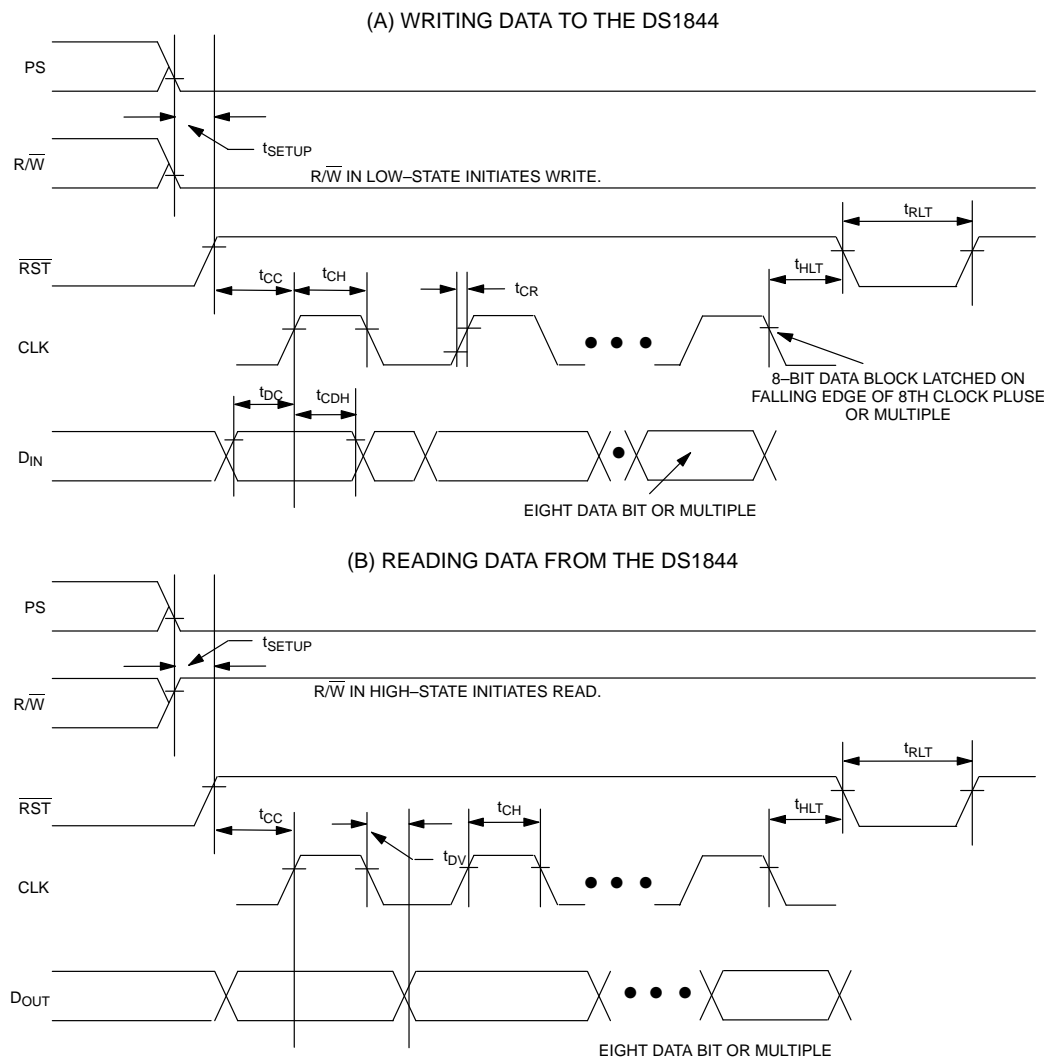 (A) WRITING DATA TO THE DS1844
PS
tSETUP
R/W̅
R/W̅ IN LOW–STATE INITIATES WRITE.
tRLT
R̅S̅T̅
tCC
tCH
tCR
tHLT
CLK
8–BIT DATA BLOCK LATCHED ON
FALLING EDGE OF 8TH CLOCK PLUSE
OR MULTIPLE
tDC
tCDH
DIN
EIGHT DATA BIT OR MULTIPLE
(B) READING DATA FROM THE DS1844
PS
tSETUP
R/W̅
R/W̅ IN HIGH–STATE INITIATES READ.
tRLT
R̅S̅T̅
tCC
tCH
tHLT
tDV
CLK
DOUT
EIGHT DATA BIT OR MULTIPLE